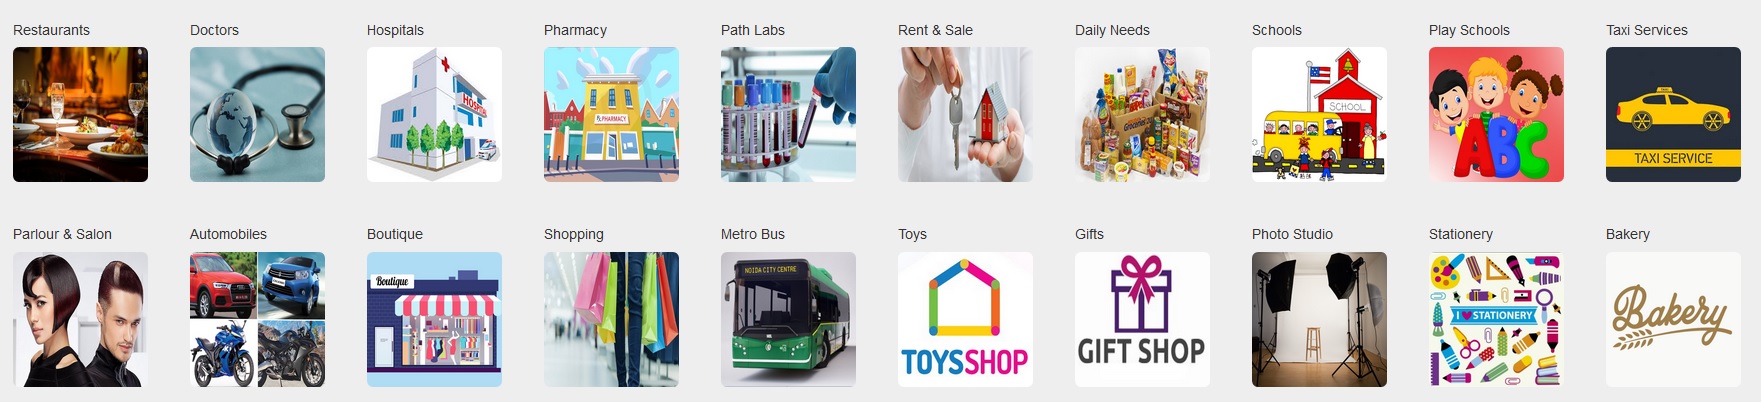 Restaurants
Doctors
Hospitals
Pharmacy
Path Labs
Rent & Sale
Daily Needs
Schools
Play Schools
Taxi Services
HOSPITAL
PHARMACY
Groceries
SCHOOL
ABC
TAXI
TAXI SERVICE
Parlour & Salon
Automobiles
Boutique
Shopping
Metro Bus
Toys
Gifts
Photo Studio
Stationery
Bakery
Boutique
NOIDA CITY CENTRE
TOYSSHOP
GIFT SHOP
I ♥ STATIONERY
Bakery